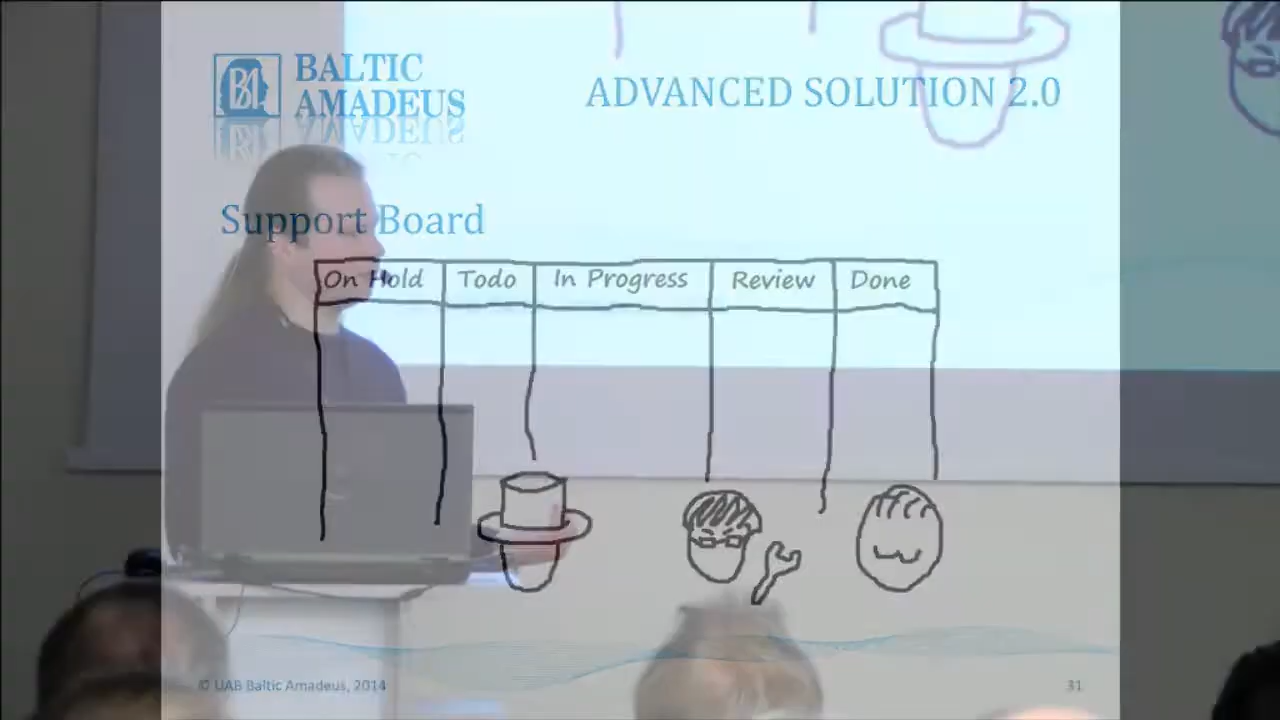 BALTIC
AMADEUS
ADVANCED SOLUTION 2.0
Support Board
On Hold Todo In Progress Review Done
© UAB Baltic Amadeus, 2014
31